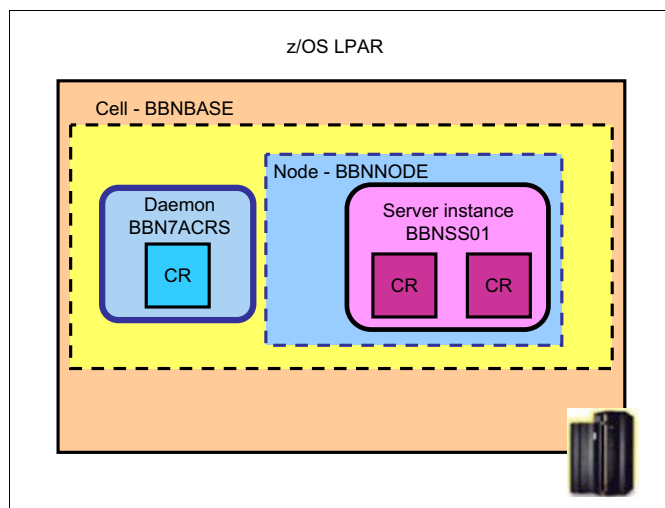 z/OS LPAR
Cell - BBNBASE
Node - BBNNODE
Daemon
BBN7ACRS
CR
Server instance
BBNSS01
CR
CR